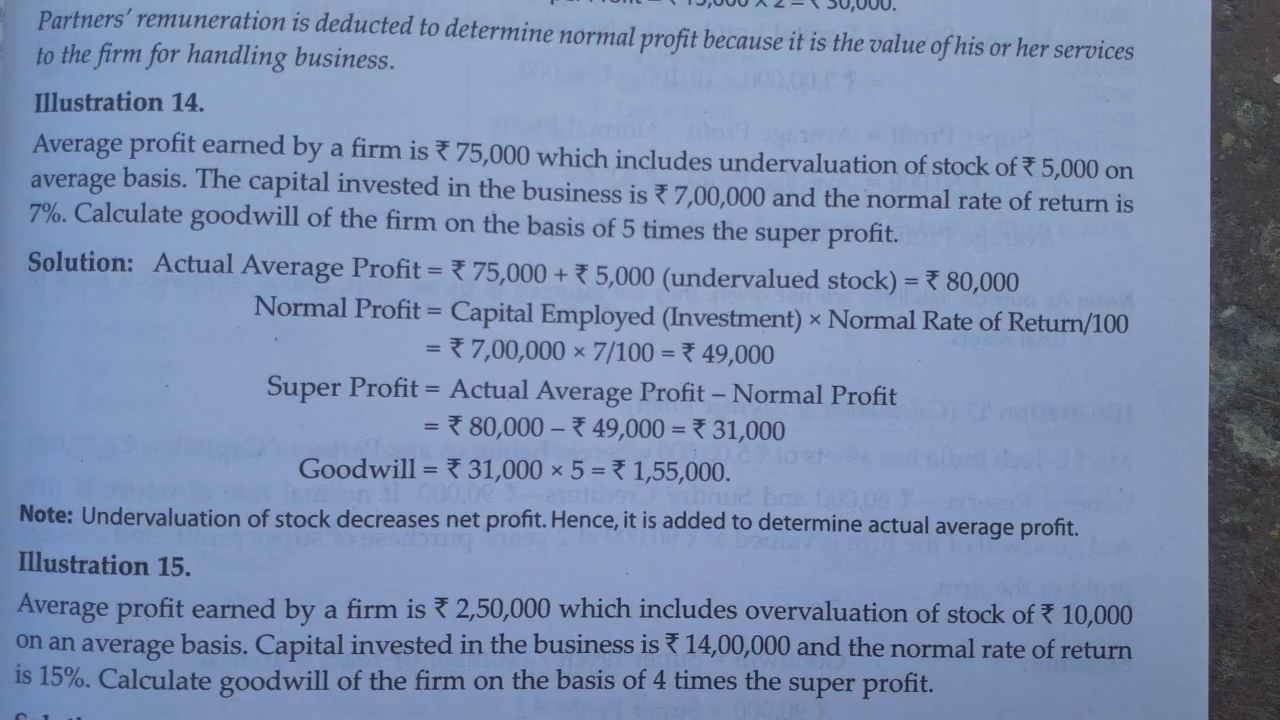 × 2 = ₹ 30,000.
Partners' remuneration is deducted to determine normal profit because it is the value of his or her services
to the firm for handling business.
Illustration 14.
Average profit earned by a firm is ₹ 75,000 which includes undervaluation of stock of ₹ 5,000 on
average basis. The capital invested in the business is ₹ 7,00,000 and the normal rate of return is
7%. Calculate goodwill of the firm on the basis of 5 times the super profit.
Solution: Actual Average Profit = ₹ 75,000 + ₹ 5,000 (undervalued stock) = ₹ 80,000
Normal Profit = Capital Employed (Investment) × Normal Rate of Return/100
= ₹ 7,00,000 × 7/100 = ₹ 49,000
Super Profit = Actual Average Profit – Normal Profit
= ₹ 80,000 – ₹ 49,000 = ₹ 31,000
Goodwill = ₹ 31,000 × 5 = ₹ 1,55,000.
Note: Undervaluation of stock decreases net profit. Hence, it is added to determine actual average profit.
Illustration 15.
Average profit earned by a firm is ₹ 2,50,000 which includes overvaluation of stock of ₹ 10,000
on an average basis. Capital invested in the business is ₹ 14,00,000 and the normal rate of return
is 15%. Calculate goodwill of the firm on the basis of 4 times the super profit.